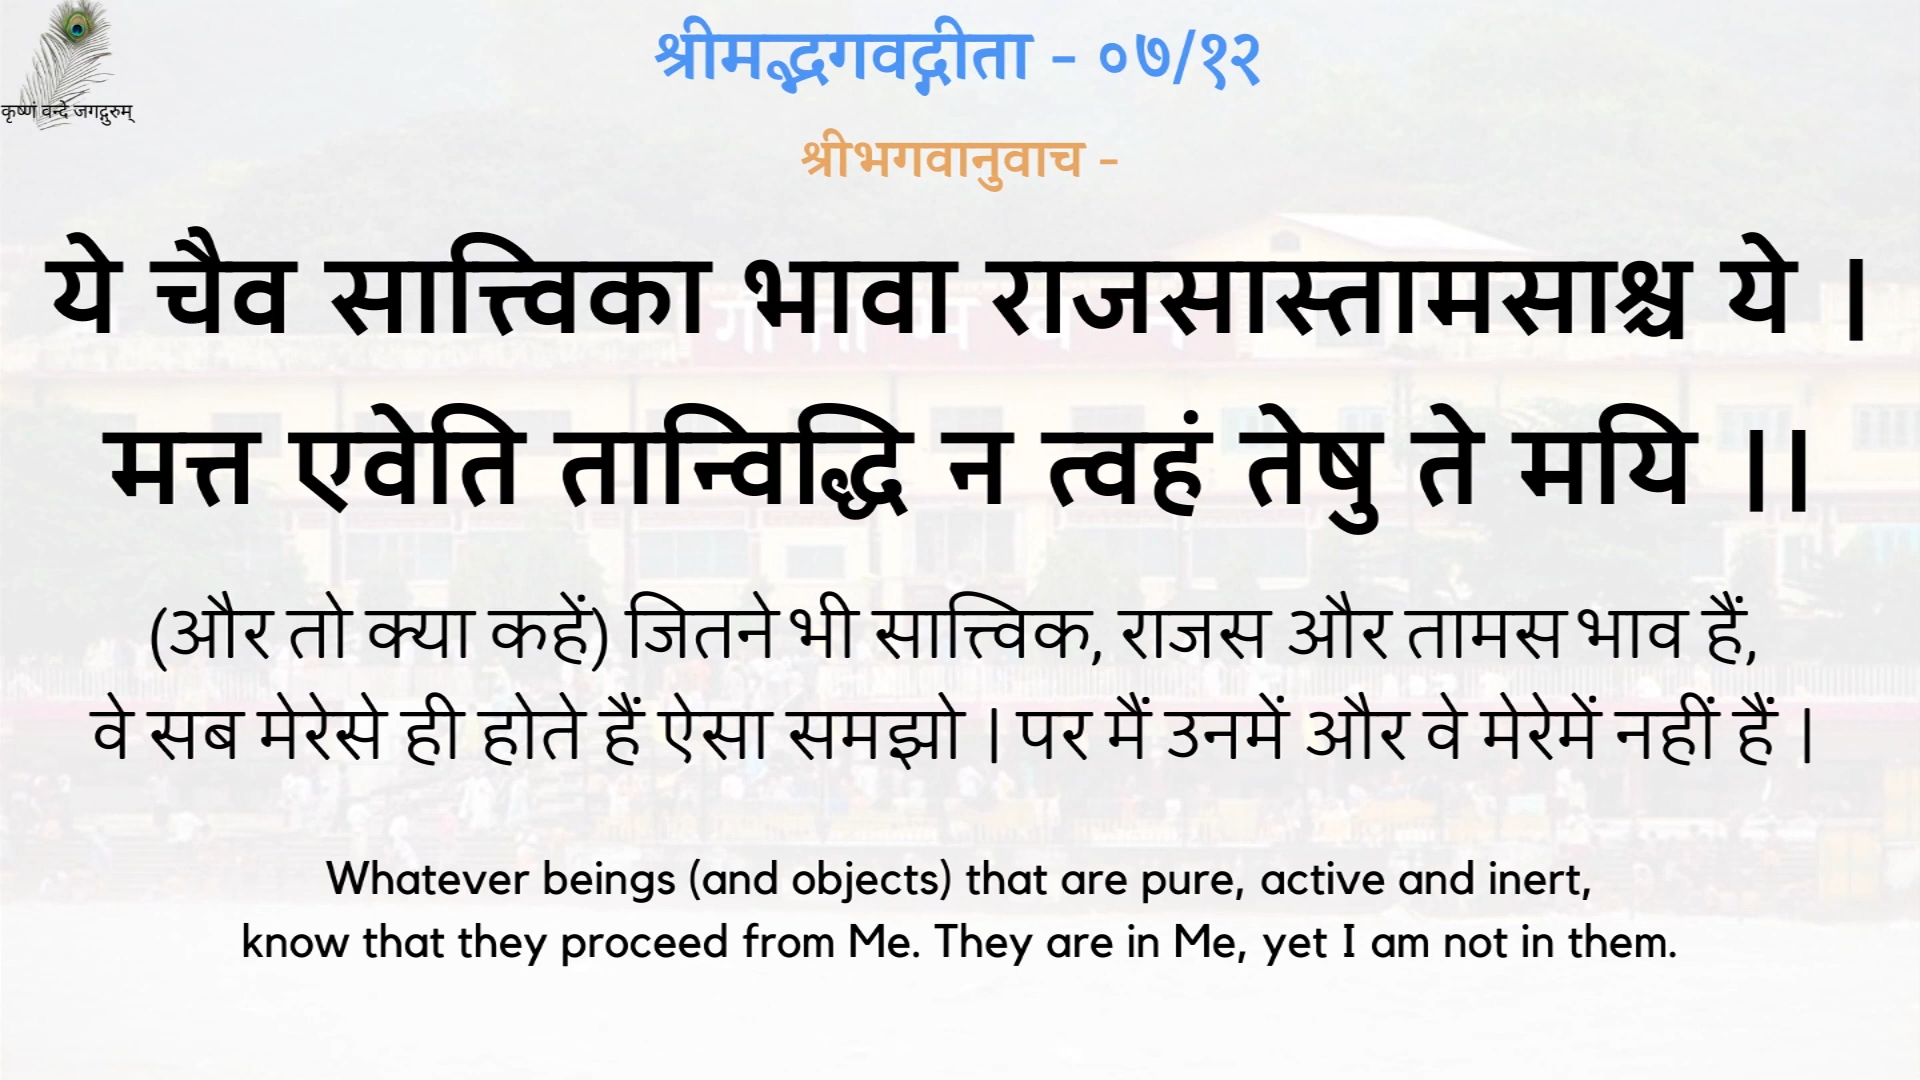 श्रीमद्भगवद्गीता - ०७/१२
कृष्णं वन्दे जगद्गुरुम्
श्रीभगवानुवाच -
ये चैव सात्त्विका भावा राजसास्तामसाश्च ये ।
मत्त एवेति तान्विद्धि न त्वहं तेषु ते मयि ।।
(और तो क्या कहें) जितने भी सात्त्विक, राजस और तामस भाव हैं,
वे सब मेरेसे ही होते हैं ऐसा समझो । पर मैं उनमें और वे मेरेमें नहीं हैं ।
Whatever beings (and objects) that are pure, active and inert,
know that they proceed from Me. They are in Me, yet I am not in them.